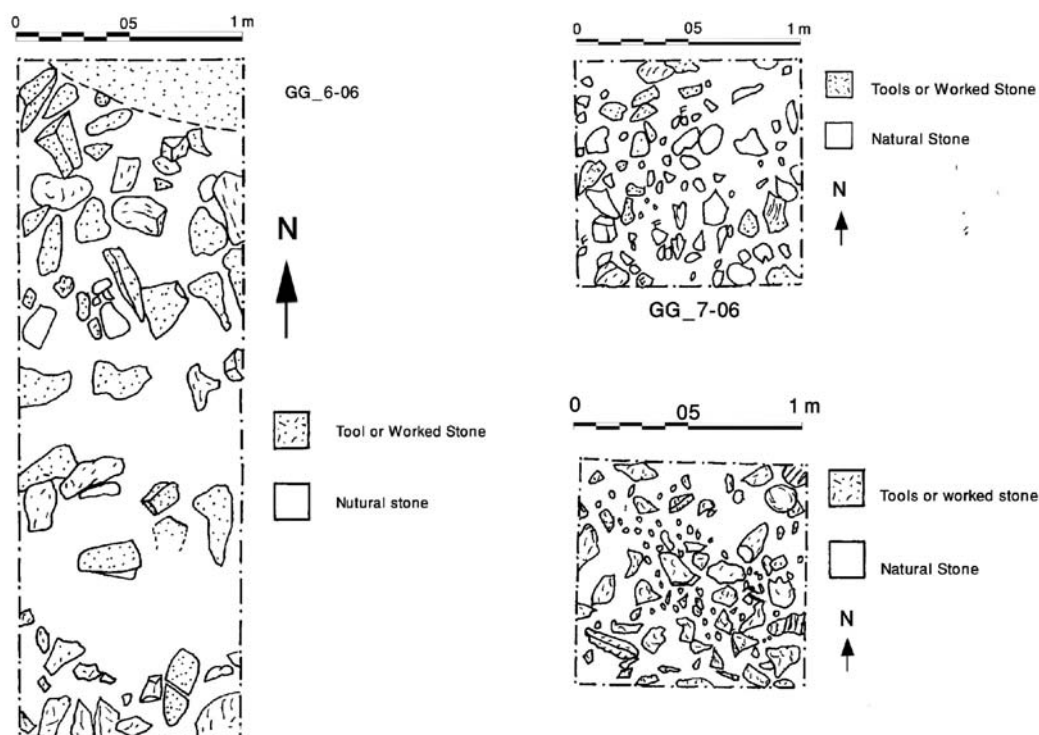 0 05 1 m
GG_6-06
N
Tool or Worked Stone
Nutural stone
0 05 1 m
Tools or Worked Stone
Natural Stone
N
GG_7-06
0 05 1 m
Tools or worked stone
Natural Stone
N